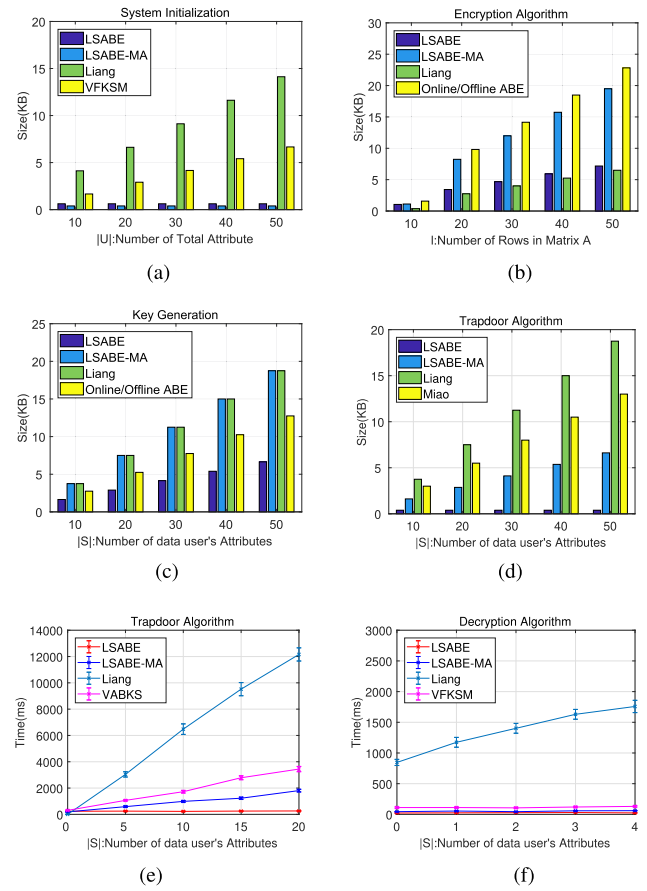 System Initialization
Size(KB)
20
15
10
5
0
LSABE
LSABE-MA
Liang
VFKSM
10 20 30 40 50
|U|:Number of Total Attribute
(a)
Encryption Algorithm
Size(KB)
30
25
20
15
10
5
0
LSABE
LSABE-MA
Liang
Online/Offline ABE
10 20 30 40 50
l:Number of Rows in Matrix A
(b)
Key Generation
Size(KB)
25
20
15
10
5
0
LSABE
LSABE-MA
Liang
Online/Offline ABE
10 20 30 40 50
|S|:Number of data user's Attributes
(c)
Trapdoor Algorithm
Size(KB)
20
15
10
5
0
LSABE
LSABE-MA
Liang
Miao
10 20 30 40 50
|S|:Number of data user's Attributes
(d)
Trapdoor Algorithm
Time(ms)
14000
12000
10000
8000
6000
4000
2000
0
LSABE
LSABE-MA
Liang
VABKS
0 5 10 15 20
|S|:Number of data user's Attributes
(e)
Decryption Algorithm
Time(ms)
3000
2500
2000
1500
1000
500
0
LSABE
LSABE-MA
Liang
VFKSM
0 1 2 3 4
|S|:Number of data user's Attributes
(f)